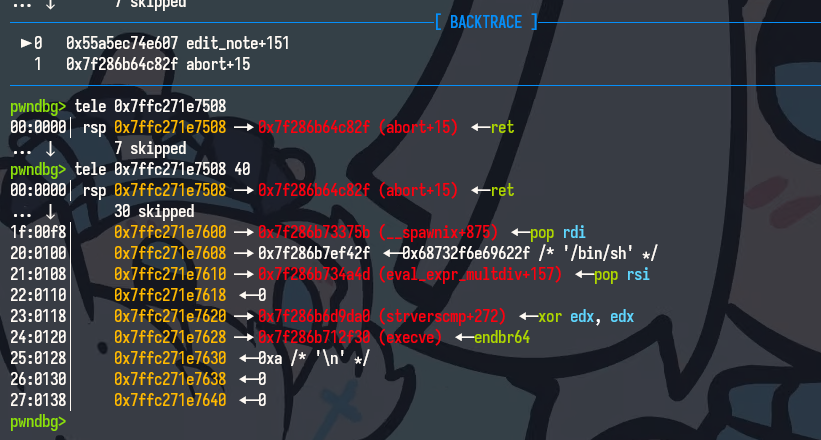 ... ↓ 7 skipped
[ BACKTRACE ]
► 0 0x55a5ec74e607 edit_note+151
1 0x7f286b64c82f abort+15
pwndbg> tele 0x7ffc271e7508
00:0000│ rsp 0x7ffc271e7508 —▸ 0x7f286b64c82f (abort+15) ◂— ret
... ↓ 7 skipped
pwndbg> tele 0x7ffc271e7508 40
00:0000│ rsp 0x7ffc271e7508 —▸ 0x7f286b64c82f (abort+15) ◂— ret
... ↓ 30 skipped
1f:00f8│ 0x7ffc271e7600 —▸ 0x7f286b73375b (__spawnix+875) ◂— pop rdi
20:0100│ 0x7ffc271e7608 —▸ 0x7f286b7ef42f ◂— 0x68732f6e69622f /* '/bin/sh' */
21:0108│ 0x7ffc271e7610 —▸ 0x7f286b734a4d (eval_expr_multdiv+157) ◂— pop rsi
22:0110│ 0x7ffc271e7618 ◂— 0
23:0118│ 0x7ffc271e7620 —▸ 0x7f286b6d9da0 (strverscmp+272) ◂— xor edx, edx
24:0120│ 0x7ffc271e7628 —▸ 0x7f286b712f30 (execve) ◂— endbr64
25:0128│ 0x7ffc271e7630 ◂— 0xa /* '\n' */
26:0130│ 0x7ffc271e7638 ◂— 0
27:0138│ 0x7ffc271e7640 ◂— 0
pwndbg>